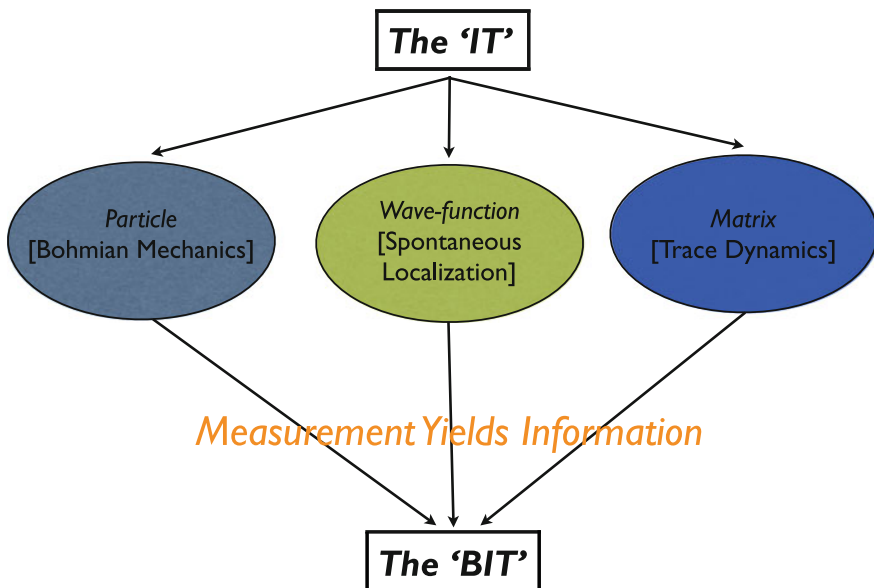 The ‘IT’
Particle
[Bohmian Mechanics]
Wave-function
[Spontaneous
Localization]
Matrix
[Trace Dynamics]
Measurement Yields Information
The ‘BIT’